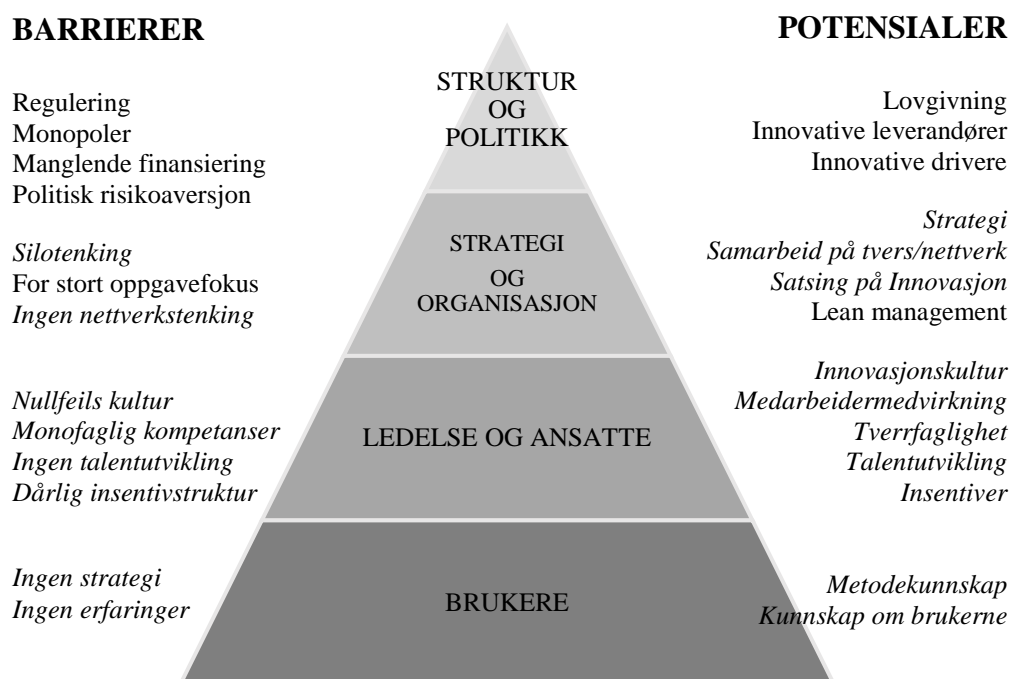 BARRIERER
POTENSIALER
Regulering
Monopoler
Manglende finansiering
Politisk risikoaversjon
STRUKTUR
OG
POLITIKK
Lovgivning
Innovative leverandører
Innovative drivere
Silotenking
For stort oppgavefokus
Ingen nettverkstenking
STRATEGI
OG
ORGANISASJON
Strategi
Samarbeid på tvers/nettverk
Satsing på Innovasjon
Lean management
Nullfeils kultur
Monofaglig kompetanser
Ingen talentutvikling
Dårlig insentivstruktur
LEDELSE OG ANSATTE
Innovasjonskultur
Medarbeidermedvirkning
Tverrfaglighet
Talentutvikling
Insentiver
Ingen strategi
Ingen erfaringer
BRUKERE
Metodekunnskap
Kunnskap om brukerne